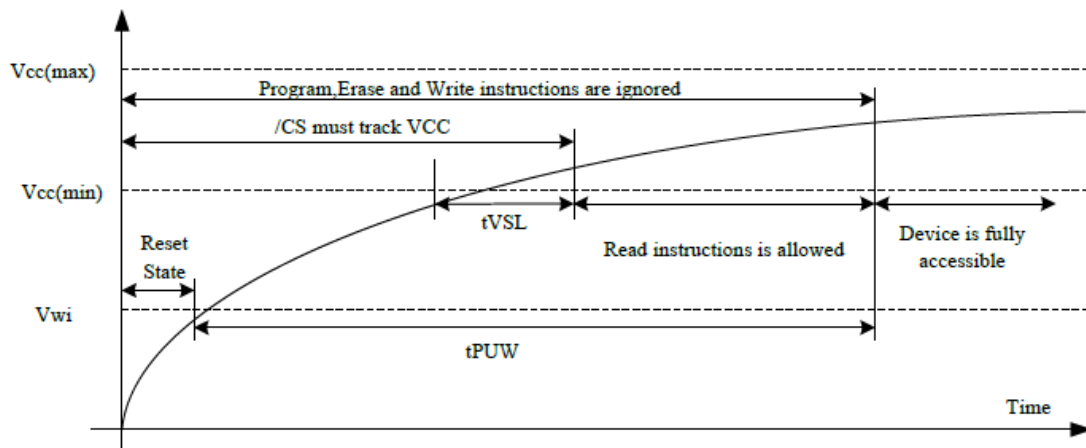 Vcc(max)
Program,Erase and Write instructions are ignored
/CS must track VCC
Vcc(min)
tVSL
Reset
State
Read instructions is allowed
Device is fully
accessible
Vwi
tPUW
Time